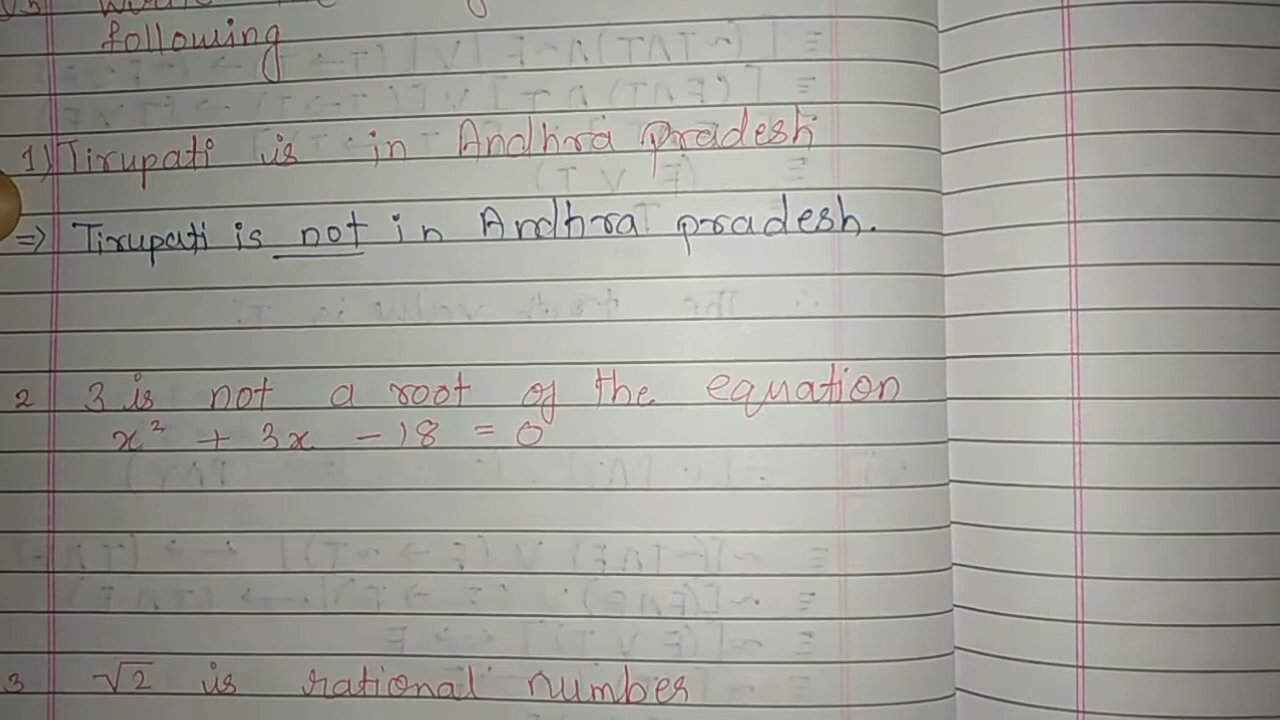 following
1) Tirupati is in Andhra pradesh
=> Tirupati is not in Andhra pradesh.
2 3 is not a root of the equation
x² + 3x - 18 = 0
3 √2 is rational number